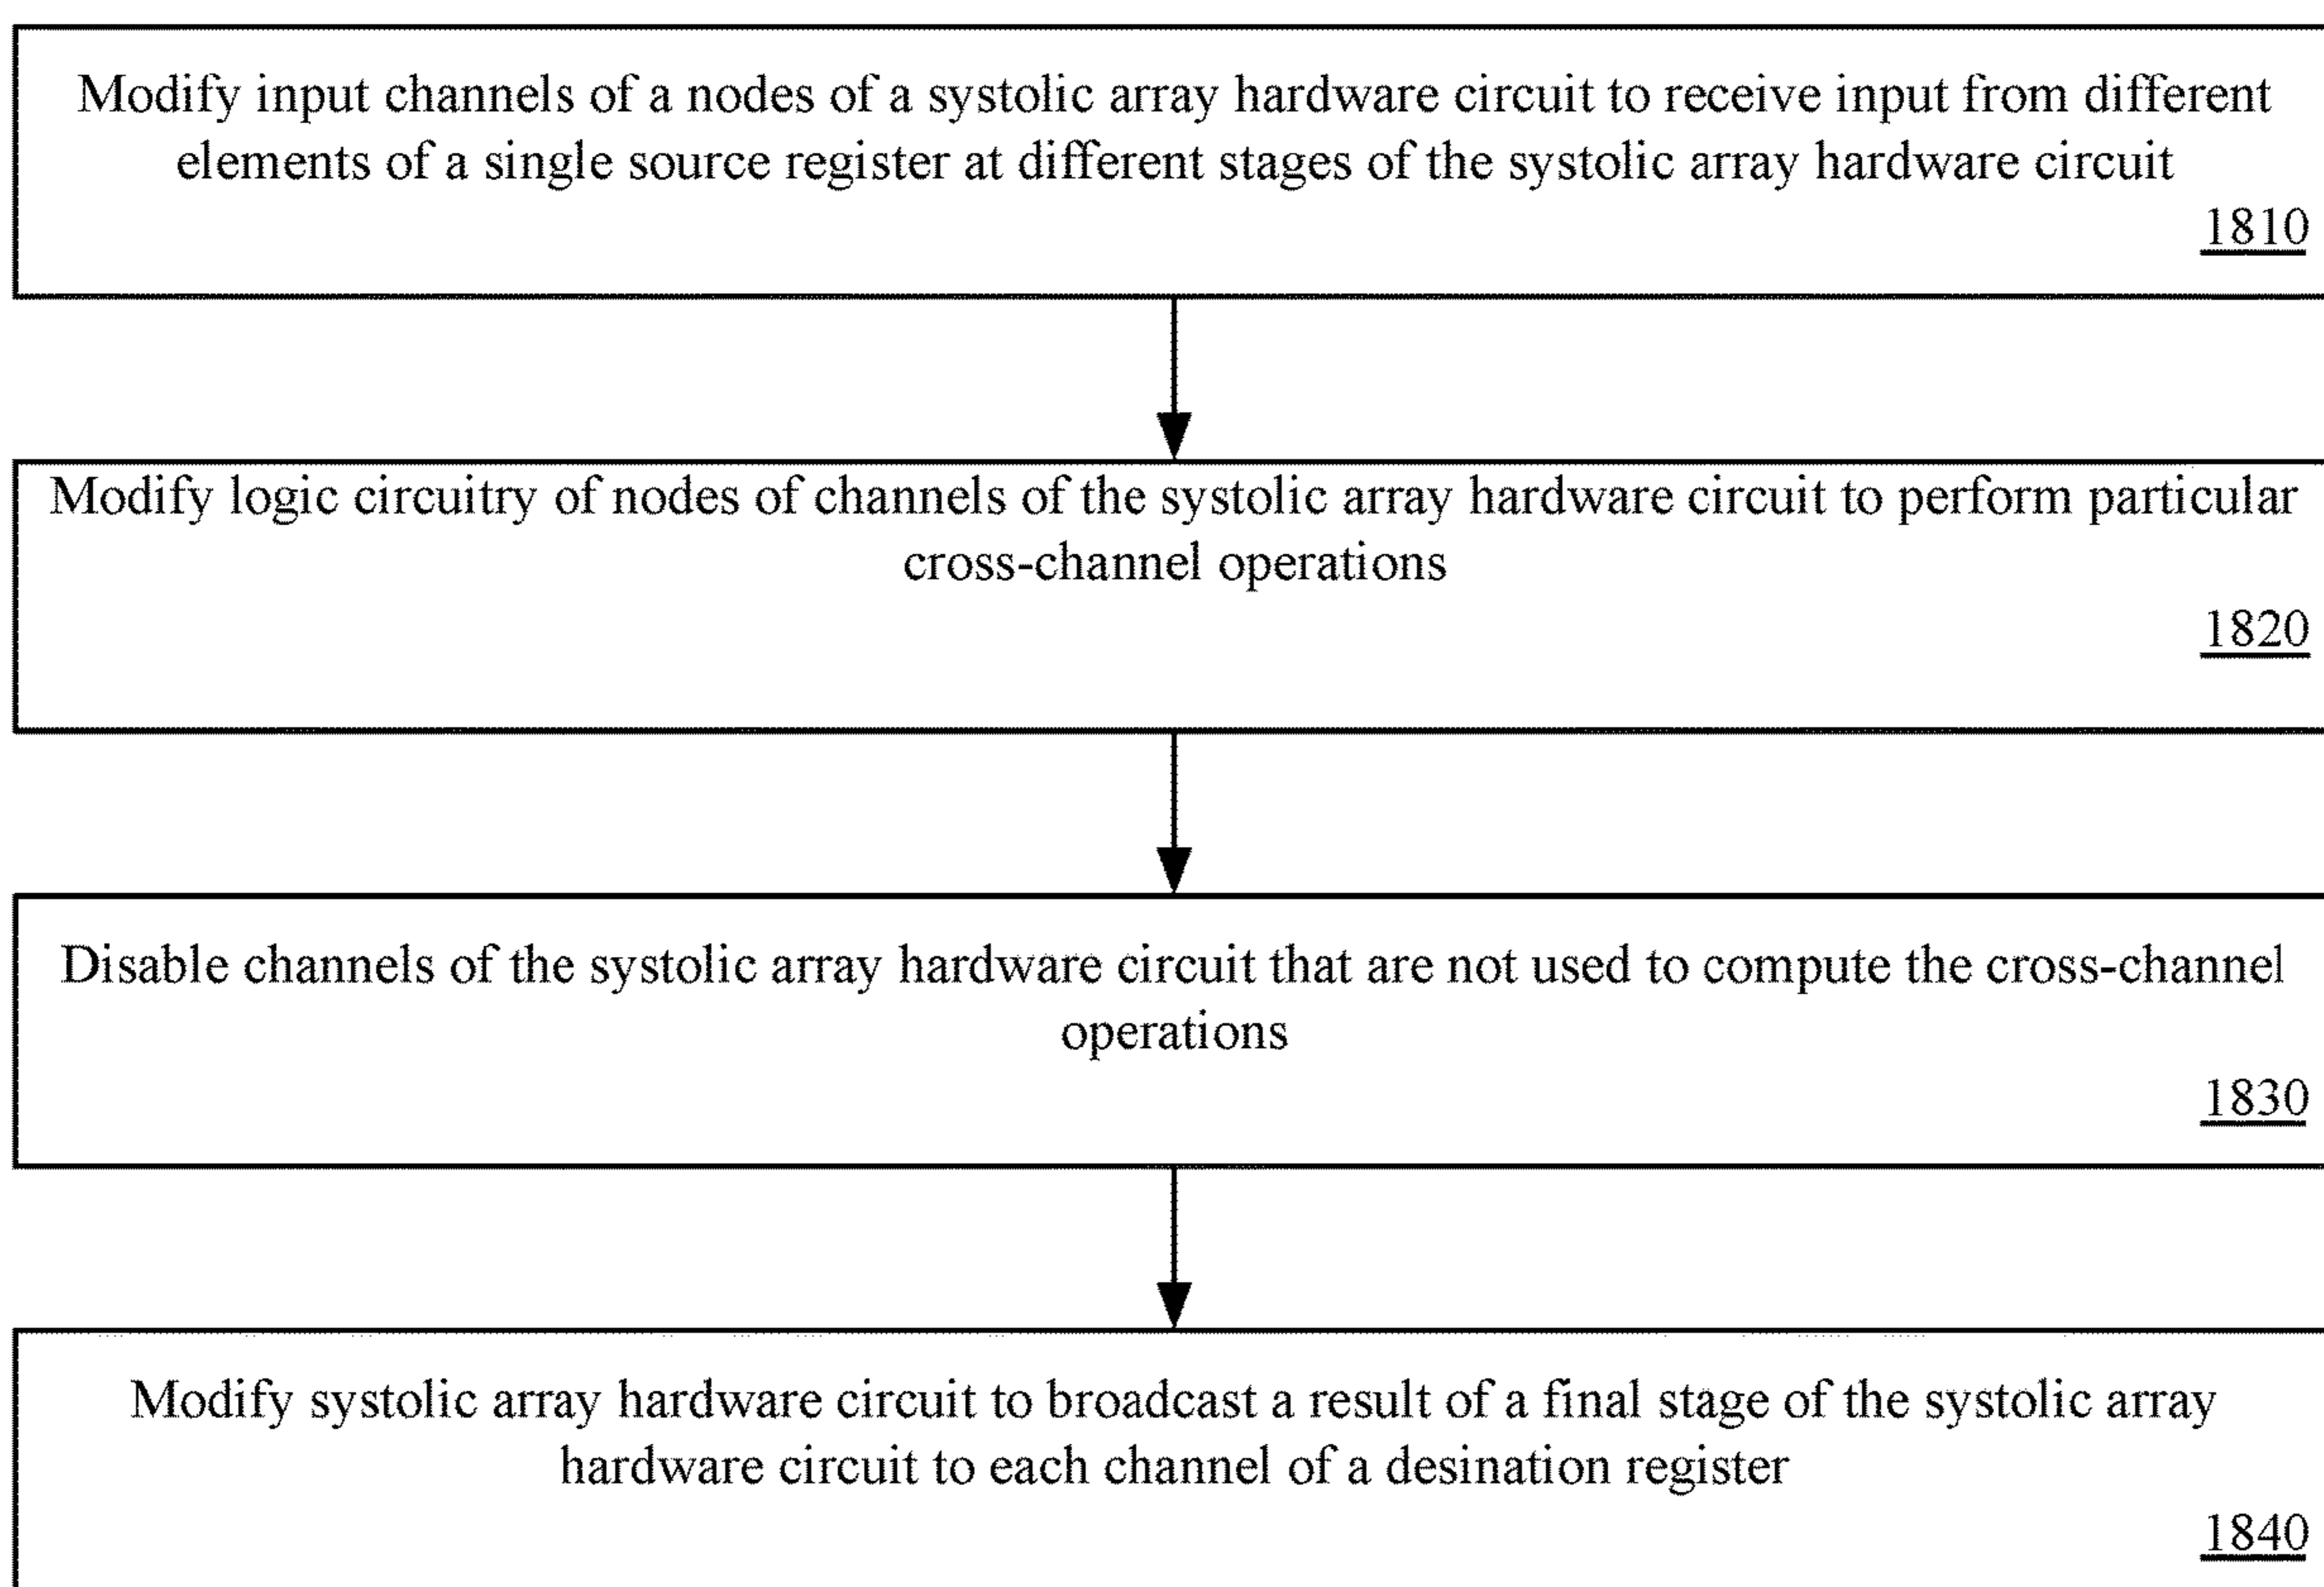 Modify input channels of a nodes of a systolic array hardware circuit to receive input from different
elements of a single source register at different stages of the systolic array hardware circuit
1810
Modify logic circuitry of nodes of channels of the systolic array hardware circuit to perform particular
cross-channel operations
1820
Disable channels of the systolic array hardware circuit that are not used to compute the cross-channel
operations
1830
Modify systolic array hardware circuit to broadcast a result of a final stage of the systolic array
hardware circuit to each channel of a desination register
1840